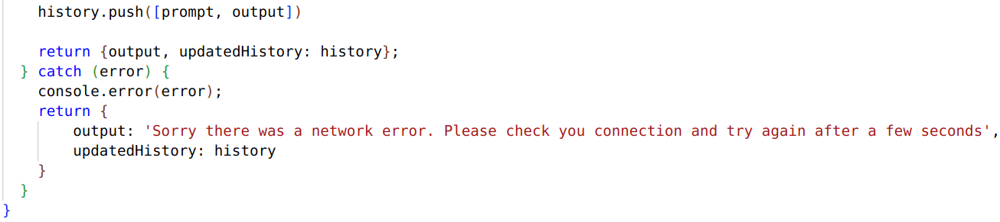 history.push([prompt, output])
return {output, updatedHistory: history};
} catch (error) {
console.error(error);
return {
output: 'Sorry there was a network error. Please check you connection and try again after a few seconds',
updatedHistory: history
}
}
}